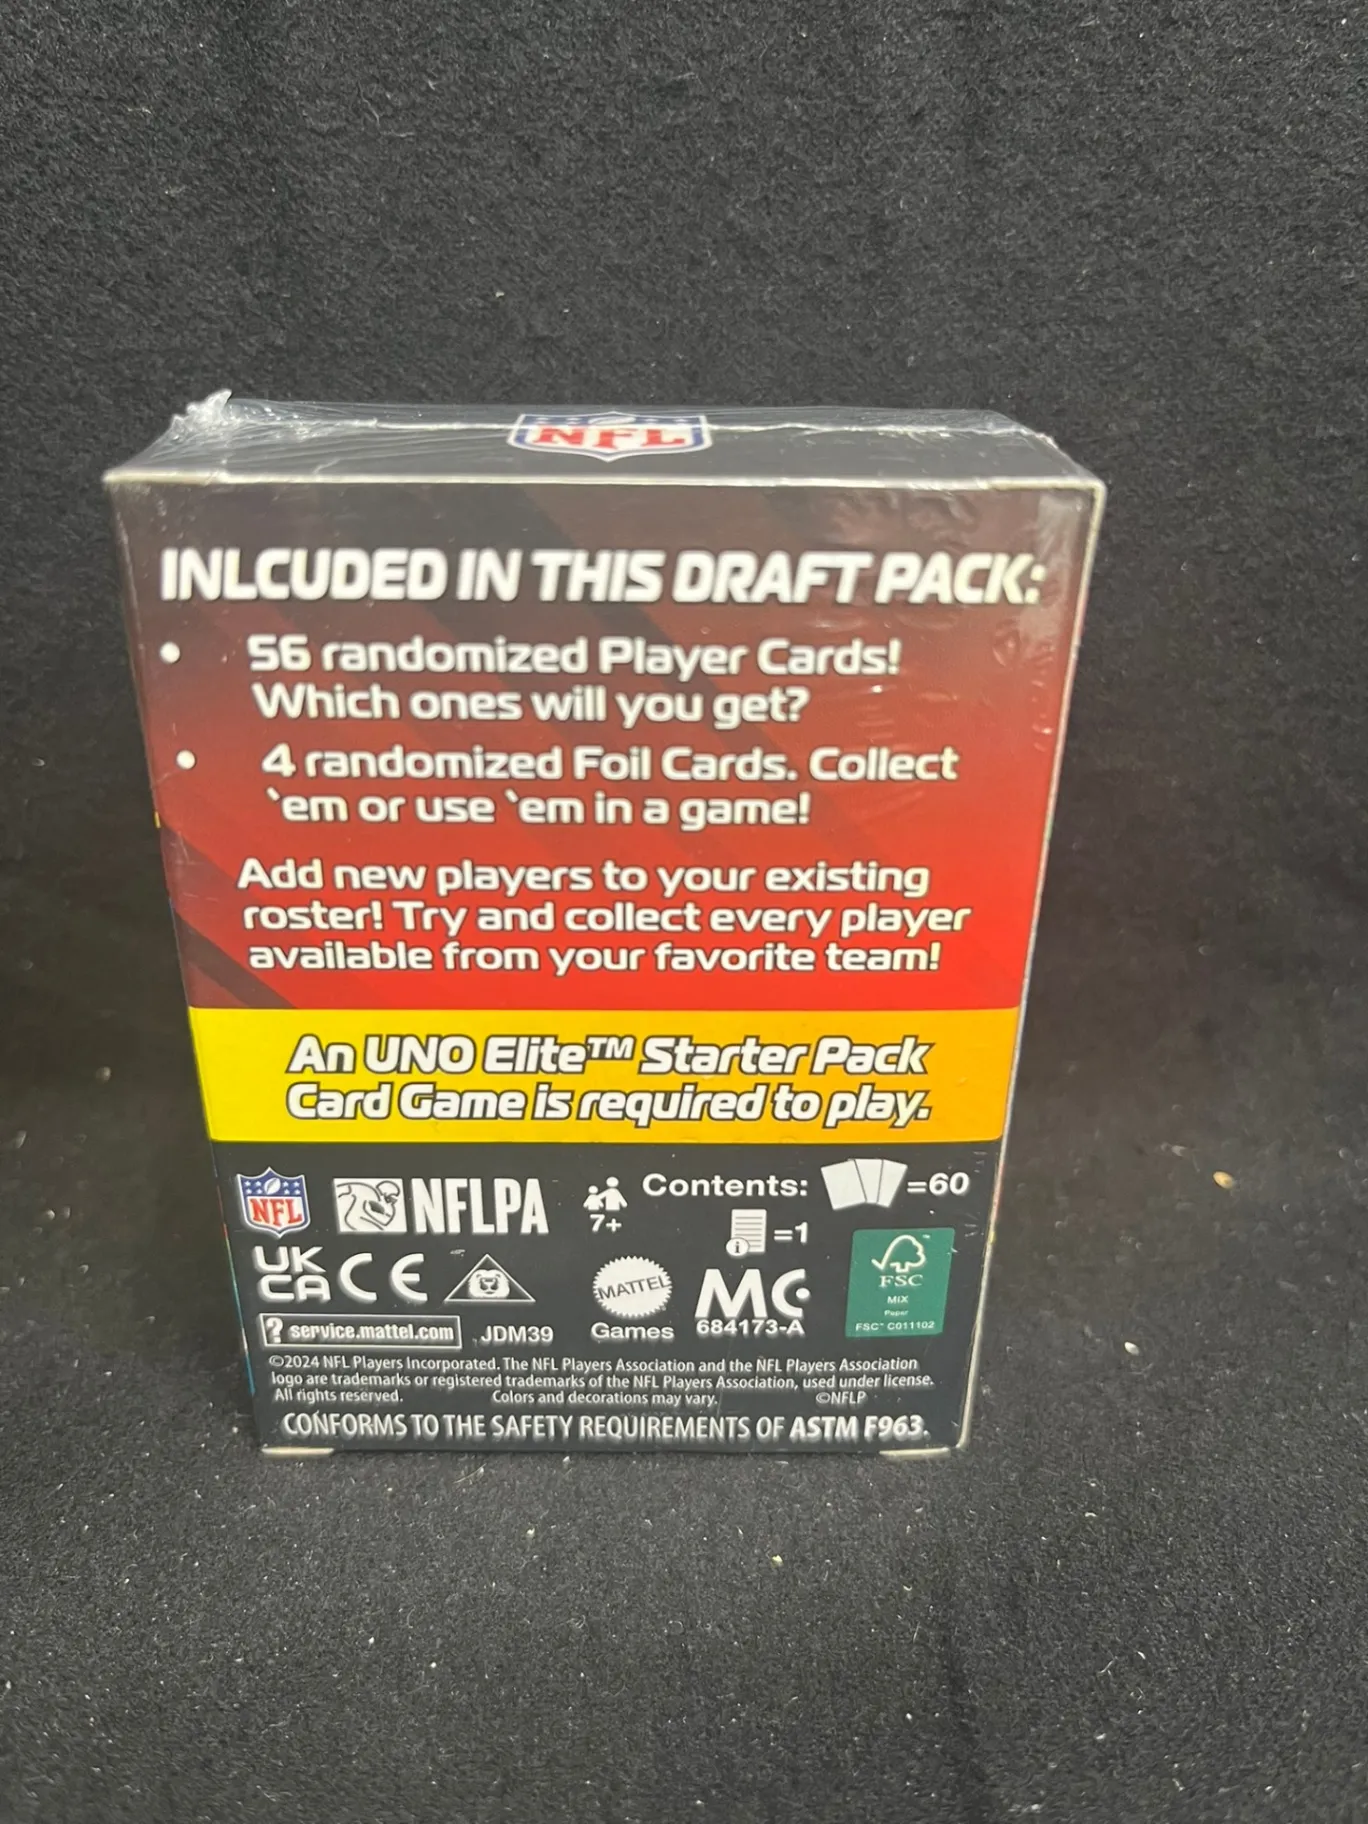 NFL
INLCUDED IN THIS DRAFT PACK:
• 56 randomized Player Cards!
Which ones will you get?
• 4 randomized Foil Cards. Collect
`em or use `em in a game!
Add new players to your existing
roster! Try and collect every player
available from your favorite team!
An UNO Elite™ Starter Pack
Card Game is required to play.
NFL NFLPA 7+ Contents: =60
=1
UK
CA CE
MATTEL
Games
MC
684173-A
FSC
MIX
Paper
FSC™ C011102
? service.mattel.com JDM39
©2024 NFL Players Incorporated. The NFL Players Association and the NFL Players Association
logo are trademarks or registered trademarks of the NFL Players Association, used under license.
All rights reserved. Colors and decorations may vary. ©NFLP
CONFORMS TO THE SAFETY REQUIREMENTS OF ASTM F963.